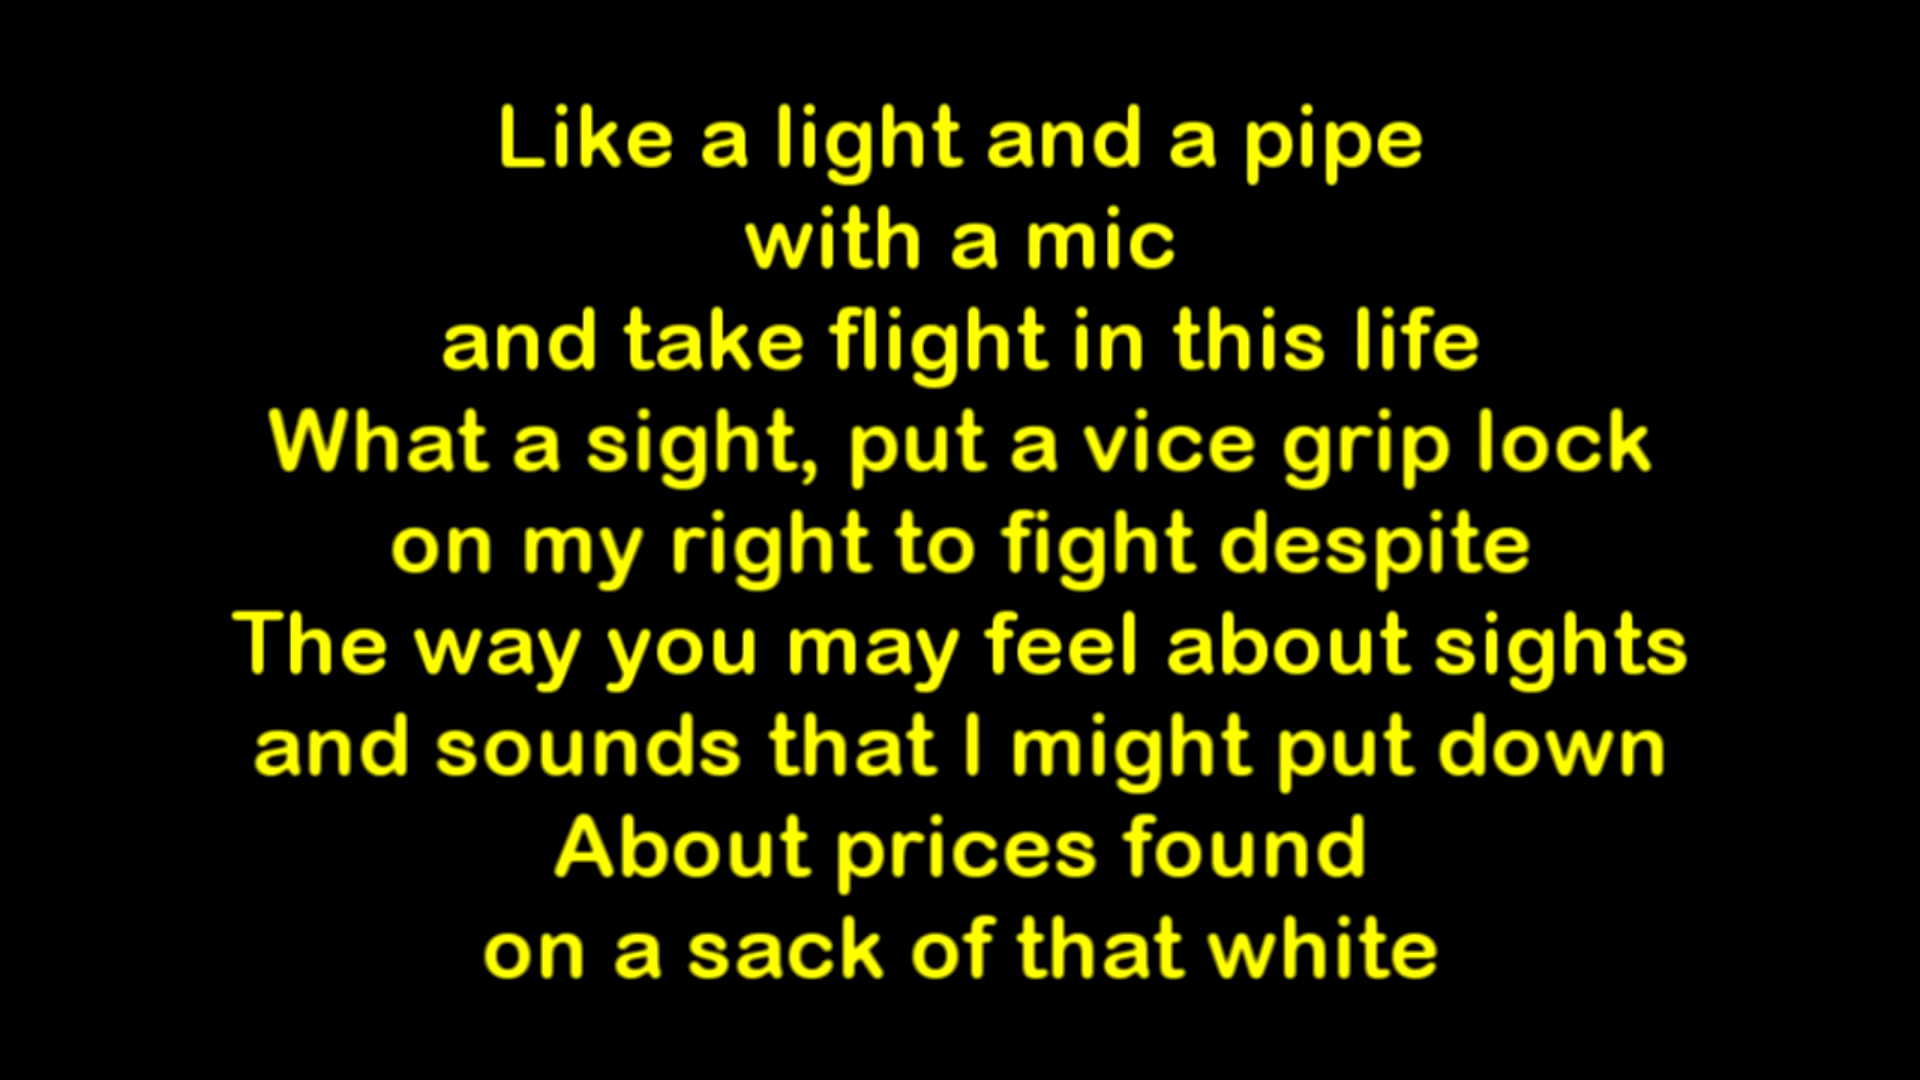 Like a light and a pipe
with a mic
and take flight in this life
What a sight, put a vice grip lock
on my right to fight despite
The way you may feel about sights
and sounds that I might put down
About prices found
on a sack of that white